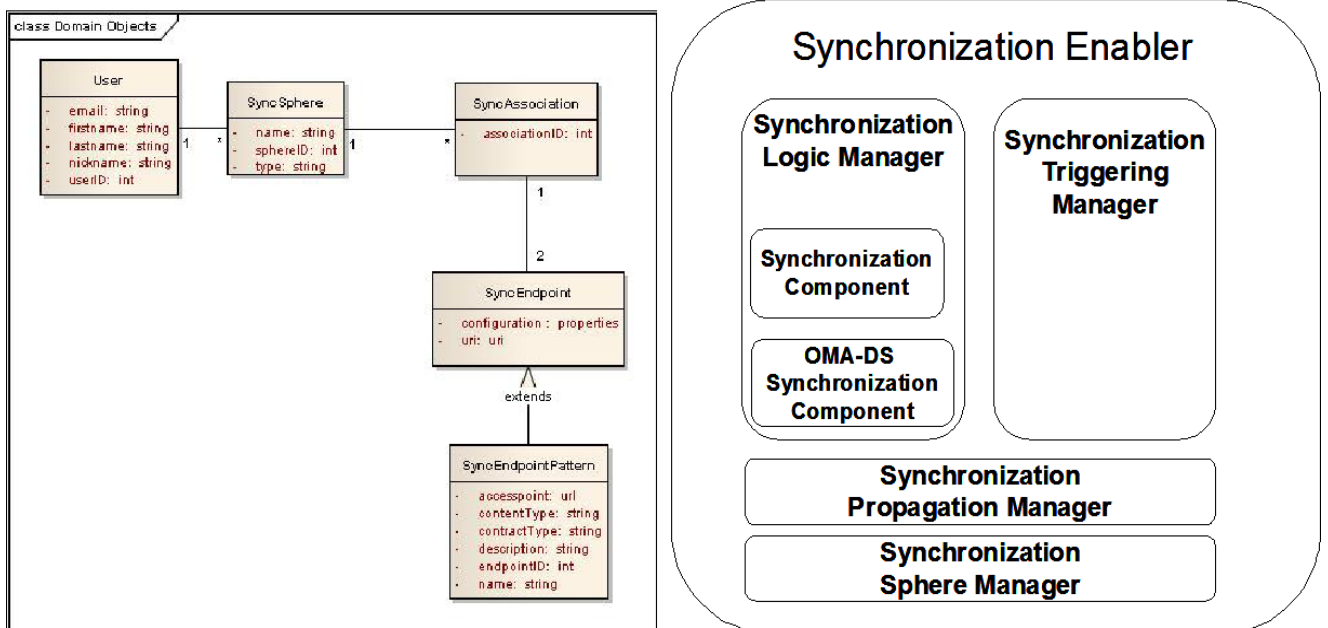 class Domain Objects
User
- email: string
- firstname: string
- lastname: string
- nickname: string
- userID: int
1
*
SyncSphere
- name: string
- sphereID: int
- type: string
1
*
SyncAssociation
- associationID: int
1
2
SyncEndpoint
- configuration : properties
- uri: uri
extends
SyncEndpointPattern
- accesspoint: url
- contentType: string
- contractType: string
- description: string
- endpointID: int
- name: string
Synchronization Enabler
Synchronization
Logic Manager
Synchronization
Component
OMA-DS
Synchronization
Component
Synchronization
Triggering
Manager
Synchronization
Propagation Manager
Synchronization
Sphere Manager